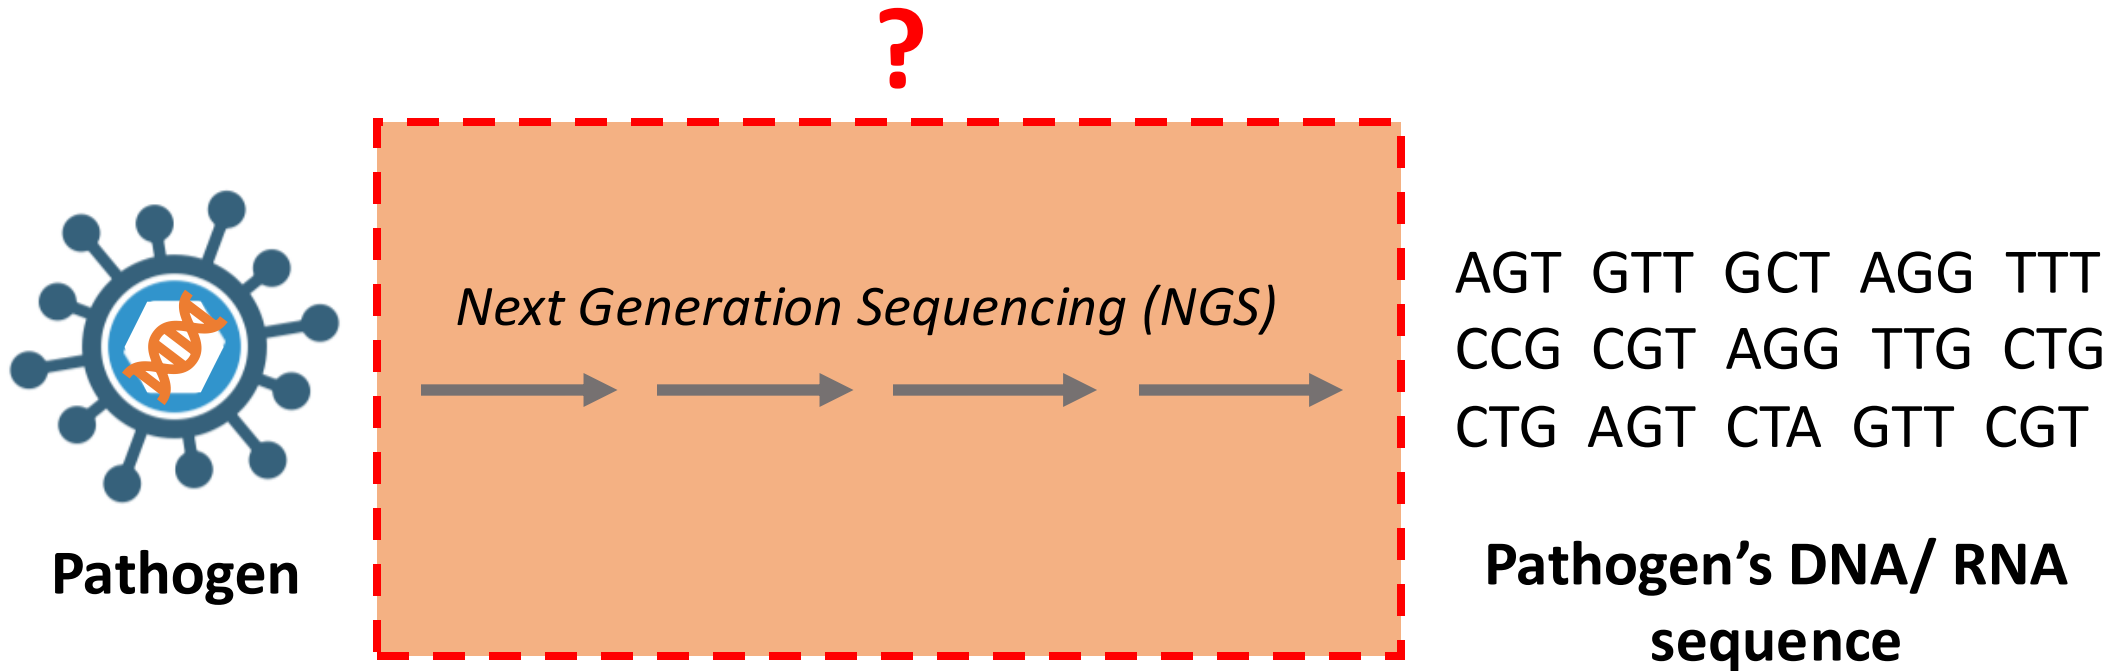 ?
Next Generation Sequencing (NGS)
AGT GTT GCT AGG TTT
CCG CGT AGG TTG CTG
CTG AGT CTA GTT CGT
Pathogen
Pathogen’s DNA/ RNA
sequence